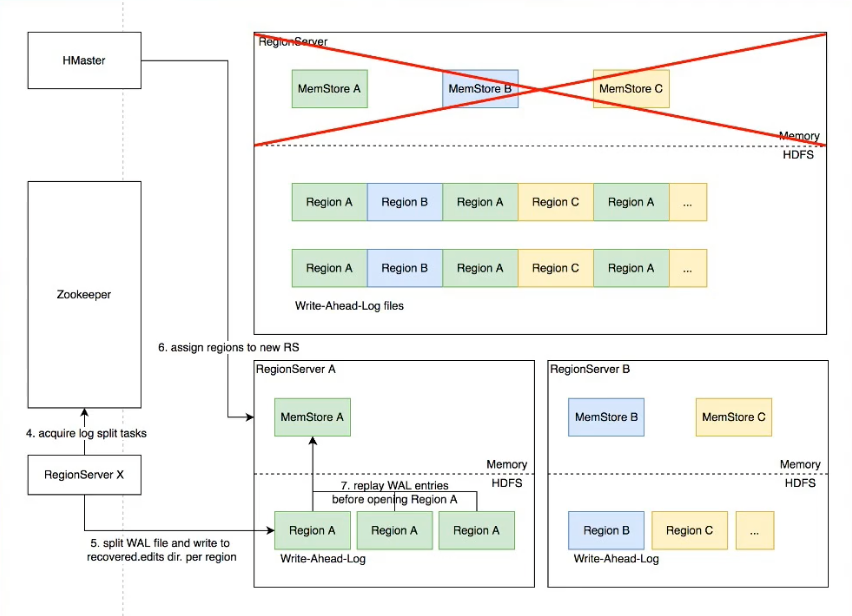 HMaster
RegionServer
MemStore A
MemStore B
MemStore C
Memory
HDFS
Region A
Region B
Region A
Region C
Region A
...
Region A
Region B
Region A
Region C
Region A
...
Write-Ahead-Log files
Zookeeper
6. assign regions to new RS
4. acquire log split tasks
RegionServer X
5. split WAL file and write to
recovered.edits dir. per region
RegionServer A
MemStore A
Memory
HDFS
7. replay WAL entries
before opening Region A
Region A
Region A
Region A
Write-Ahead-Log
RegionServer B
MemStore B
MemStore C
Memory
HDFS
Region B
Region C
...
Write-Ahead-Log